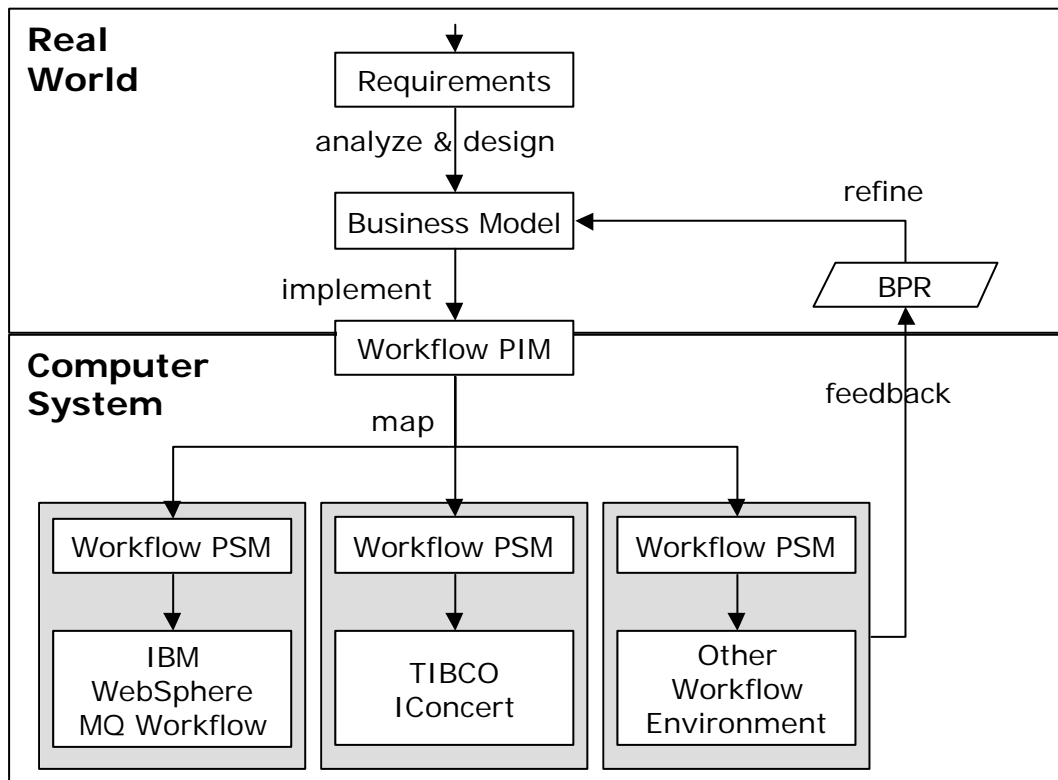 Real
World
Requirements
analyze & design
refine
Business Model
BPR
implement
Workflow PIM
Computer
System
feedback
map
Workflow PSM
Workflow PSM
Workflow PSM
IBM
WebSphere
MQ Workflow
TIBCO
IConcert
Other
Workflow
Environment